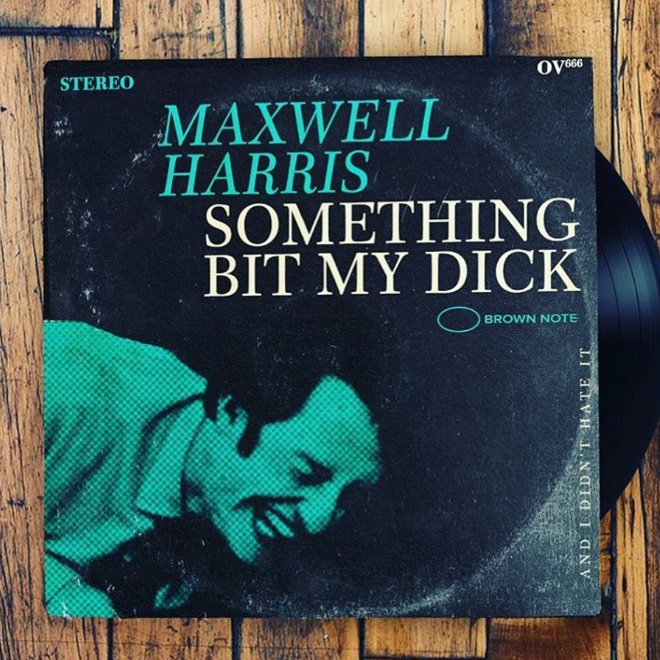 STEREO
OV666
MAXWELL
HARRIS
SOMETHING
BIT MY DICK
BROWN NOTE
AND I DIDN'T HATE IT